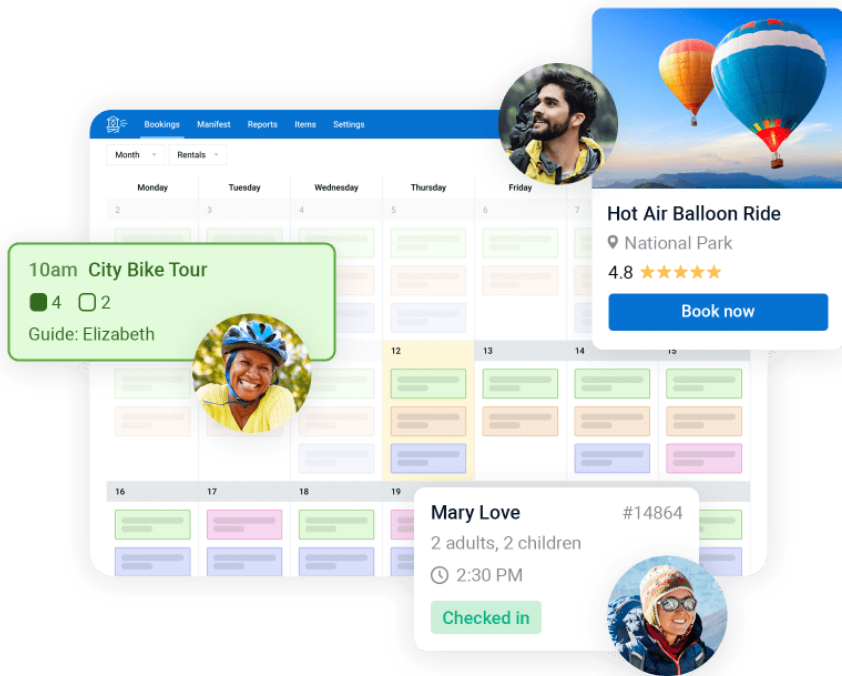 Bookings Manifest Reports Items Settings
Month Rentals
Monday Tuesday Wednesday Thursday Friday
2 3 4 5 6 7
Hot Air Balloon Ride
National Park
4.8
Book now
10am City Bike Tour
4 2
Guide: Elizabeth
12 13 14 15
16 17 18 19
Mary Love #14864
2 adults, 2 children
2:30 PM
Checked in